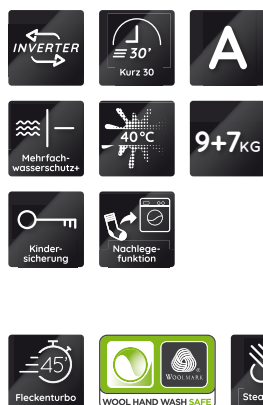 INVERTER
30'
Kurz 30
A
Mehrfach-
wasserschutz+
40°C
9+7KG
Kinder-
sicherung
Nachlege-
funktion
45'
Fleckenturbo
WOOLMARK
WOOL HAND WASH SAFE